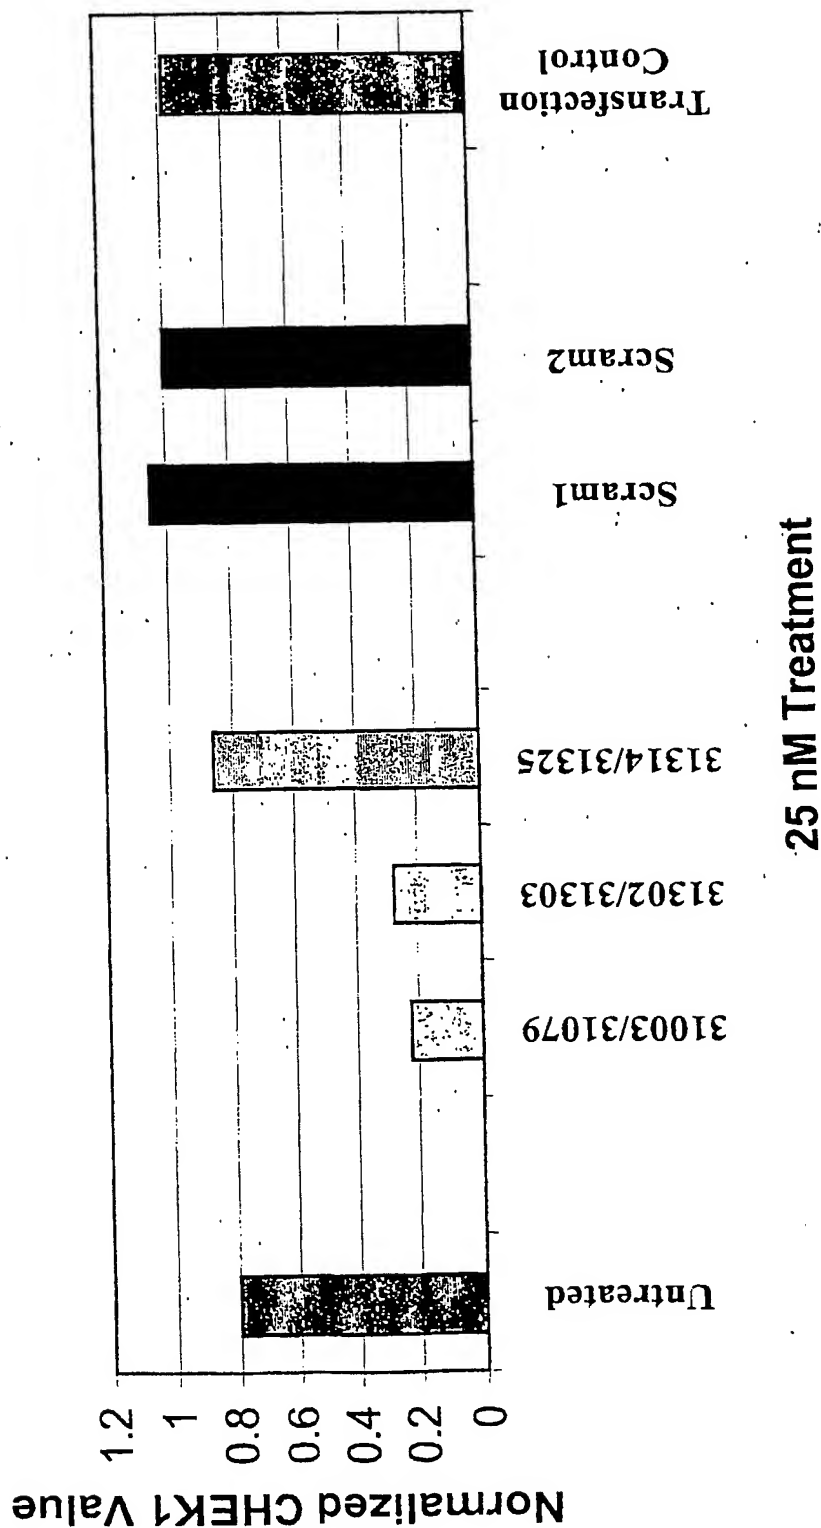 Normalized CHEK1 Value
1.2
1
0.8
0.6
0.4
0.2
0
Untreated
31003/31079
31302/31303
31314/31325
Scram1
Scram2
Transfection
Control
25 nM Treatment